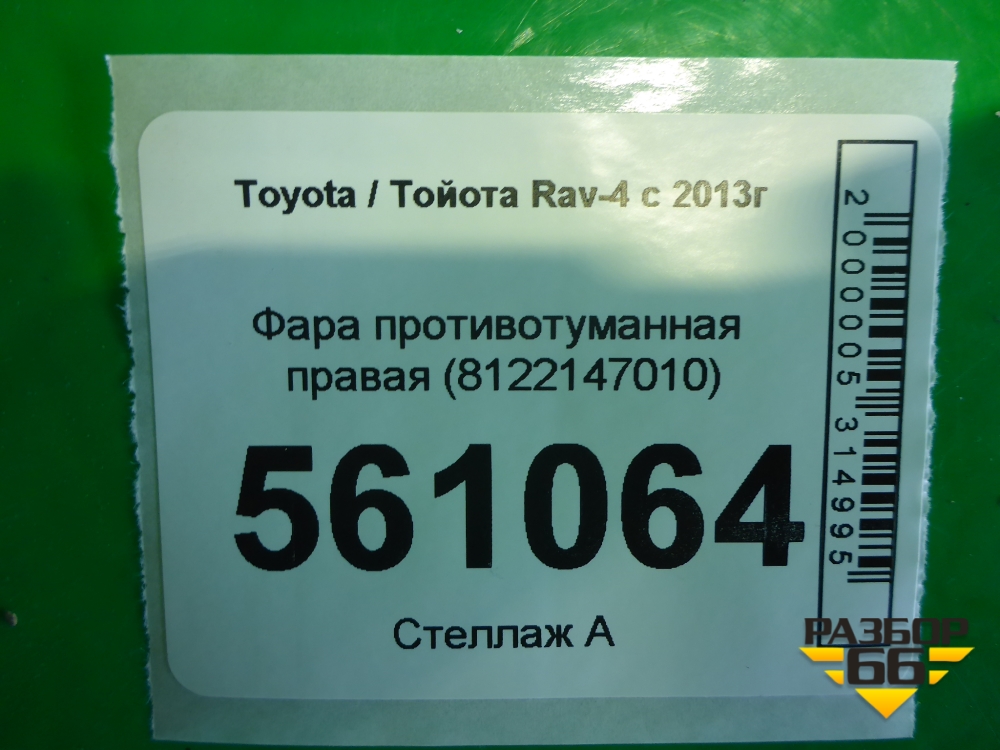 Toyota / Тойота Rav-4 с 2013г
Фара противотуманная
правая (8122147010)
561064
Стеллаж А
2000005314995
РАЗБОР
66